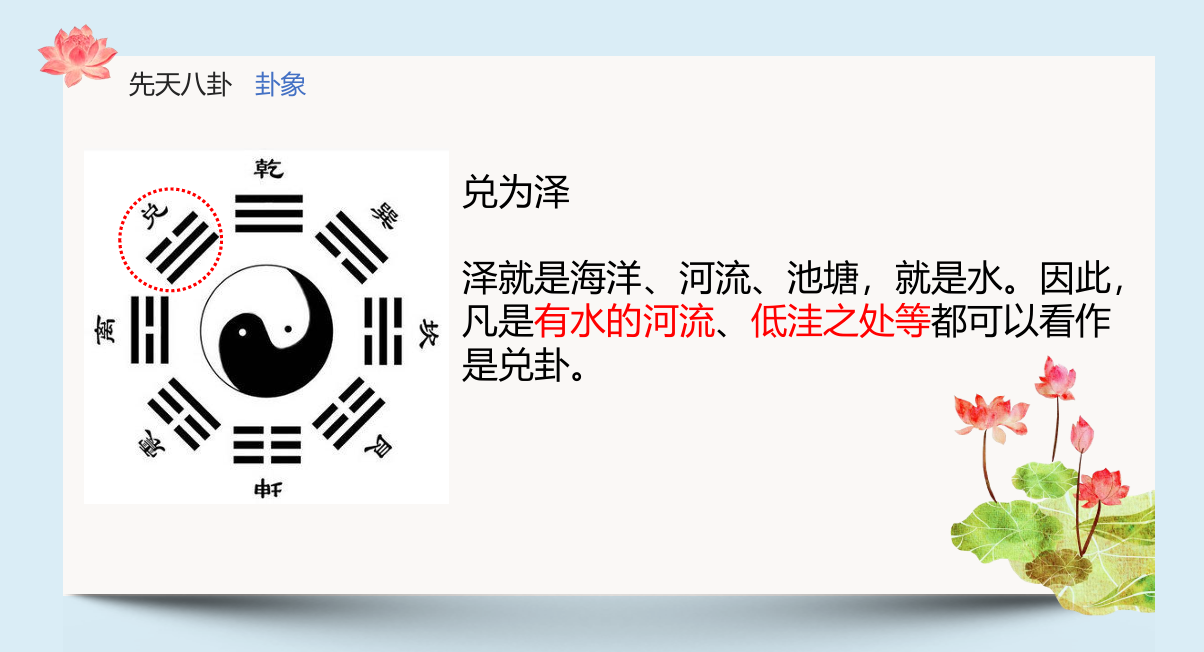 先天八卦 卦象
乾
兑
巽
离
坎
震
艮
坤
兑为泽
泽就是海洋、河流、池塘，就是水。因此，
凡是有水的河流、低洼之处等都可以看作
是兑卦。